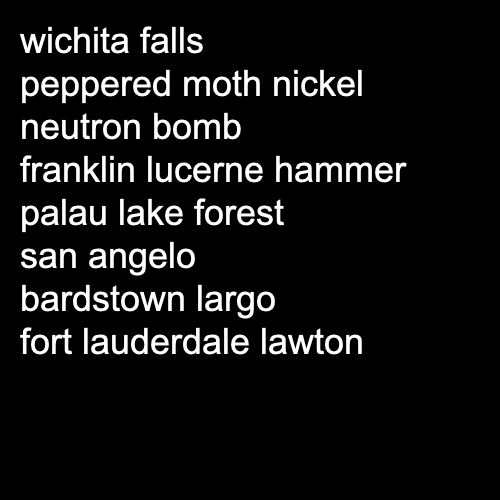 wichita falls
peppered moth nickel
neutron bomb
franklin lucerne hammer
palau lake forest
san angelo
bardstown largo
fort lauderdale lawton